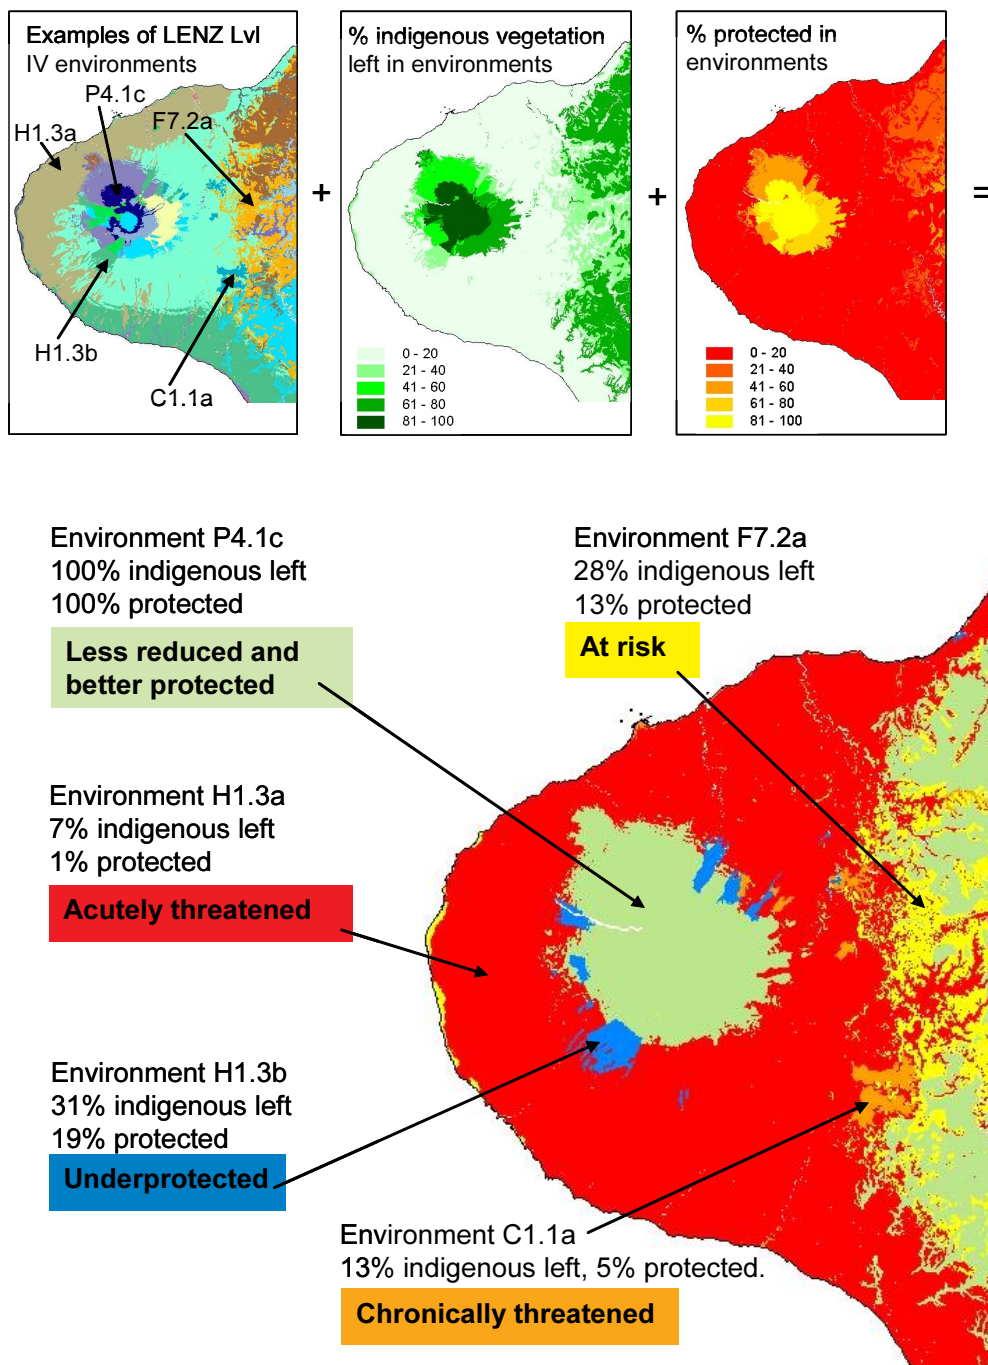 Examples of LENZ Lvl
IV environments
P4.1c
F7.2a
H1.3a
H1.3b
C1.1a
+
% indigenous vegetation
left in environments
0 - 20
21 - 40
41 - 60
61 - 80
81 - 100
+
% protected in
environments
0 - 20
21 - 40
41 - 60
61 - 80
81 - 100
=
Environment P4.1c
100% indigenous left
100% protected
Less reduced and
better protected
Environment F7.2a
28% indigenous left
13% protected
At risk
Environment H1.3a
7% indigenous left
1% protected
Acutely threatened
Environment H1.3b
31% indigenous left
19% protected
Underprotected
Environment C1.1a
13% indigenous left, 5% protected.
Chronically threatened